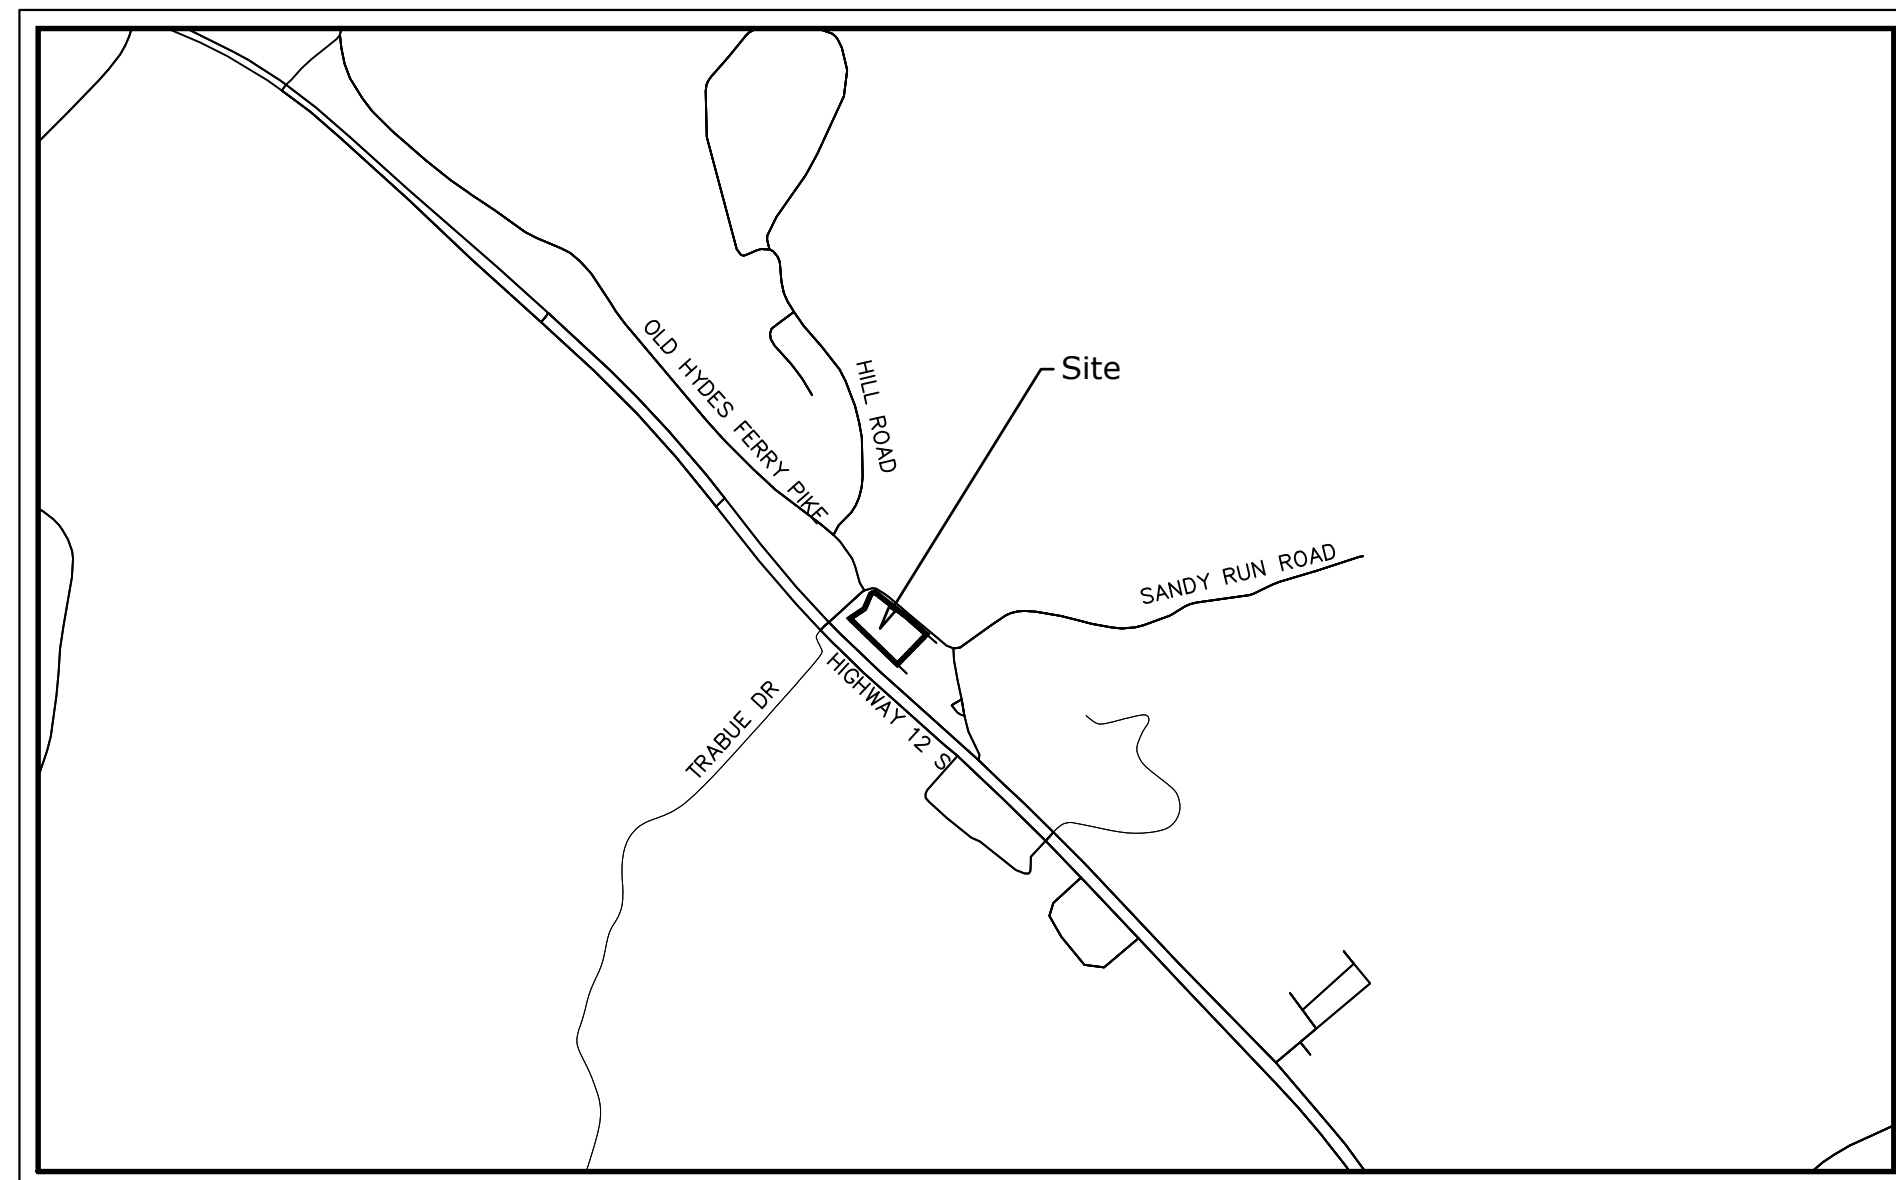 OLD HYDES FERRY PIKE
HILL ROAD
Site
SANDY RUN ROAD
HIGHWAY 12 S
TRABUE DR